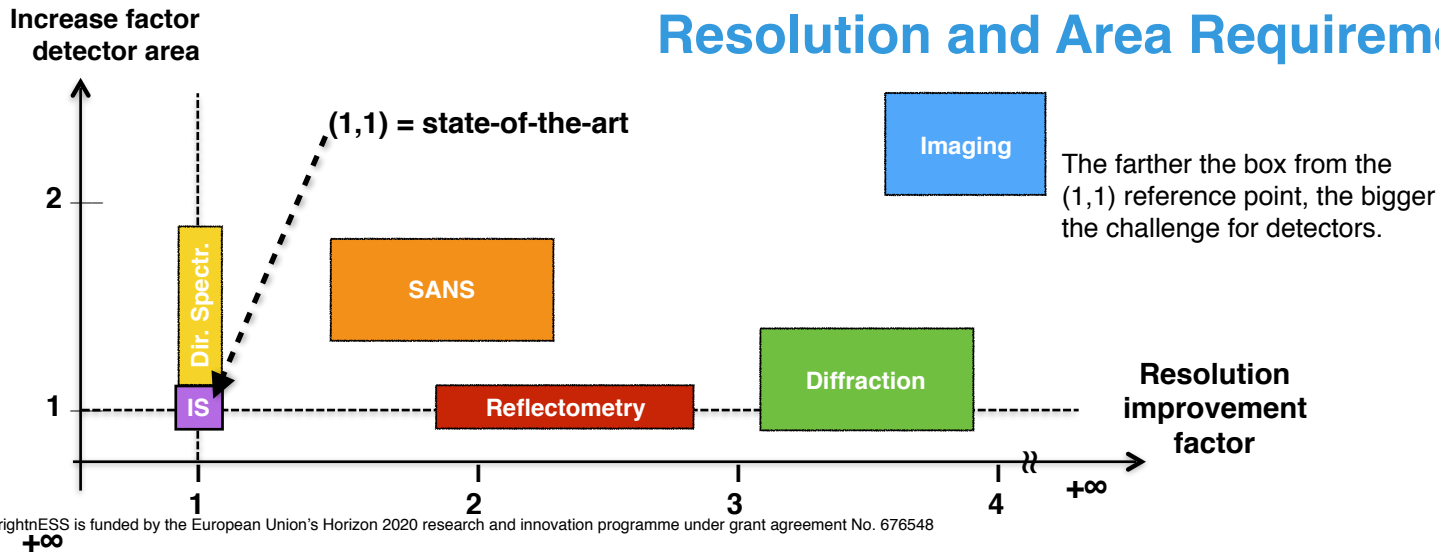 Increase factor
detector area
Resolution and Area Requirem
(1,1) = state-of-the-art
Imaging
The farther the box from the
(1,1) reference point, the bigger
the challenge for detectors.
2
Dir. Spectr.
SANS
Diffraction
Resolution
improvement
factor
1
IS
Reflectometry
≈
1
2
3
4
+∞
rightnESS is funded by the European Union's Horizon 2020 research and innovation programme under grant agreement No. 676548
+∞